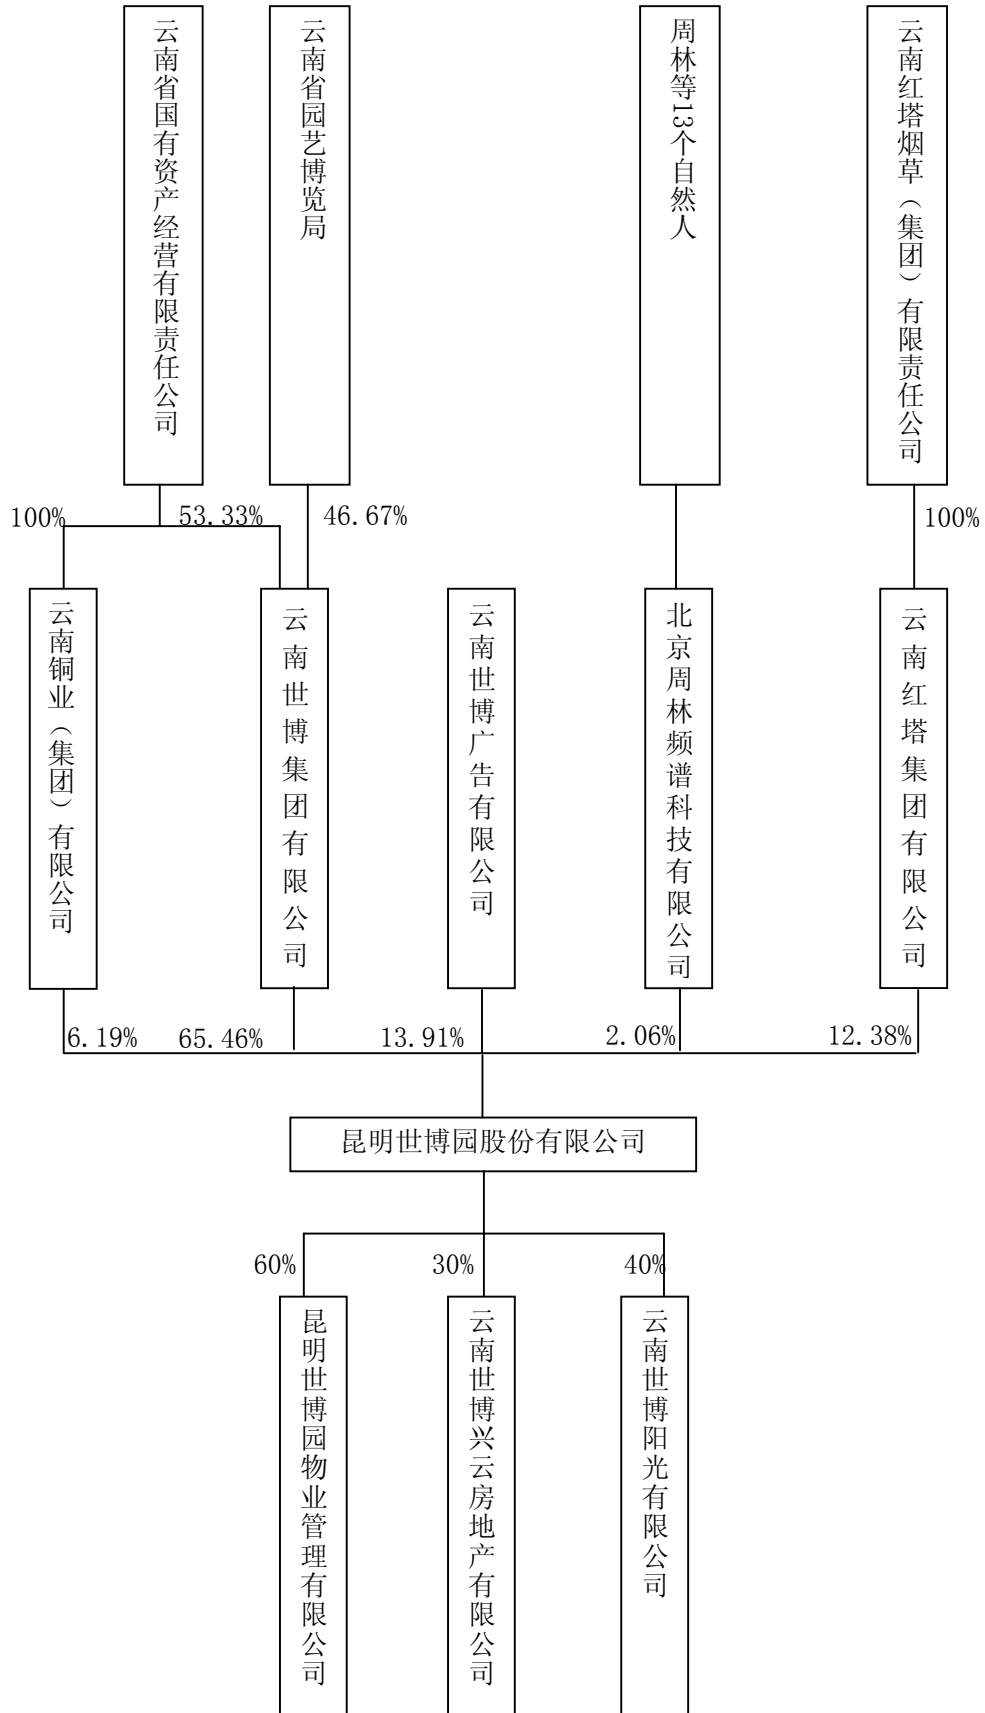 云南省国有资产经营有限责任公司
云南省园艺博览局
周林等13个自然人
云南红塔烟草（集团）有限责任公司
100%
53.33%
46.67%
100%
云南铜业（集团）有限公司
云南世博集团有限公司
云南世博广告有限公司
北京周林频谱科技有限公司
云南红塔集团有限公司
6.19%
65.46%
13.91%
2.06%
12.38%
昆明世博园股份有限公司
60%
30%
40%
昆明世博园物业管理有限公司
云南世博兴云房地产有限公司
云南世博阳光有限公司